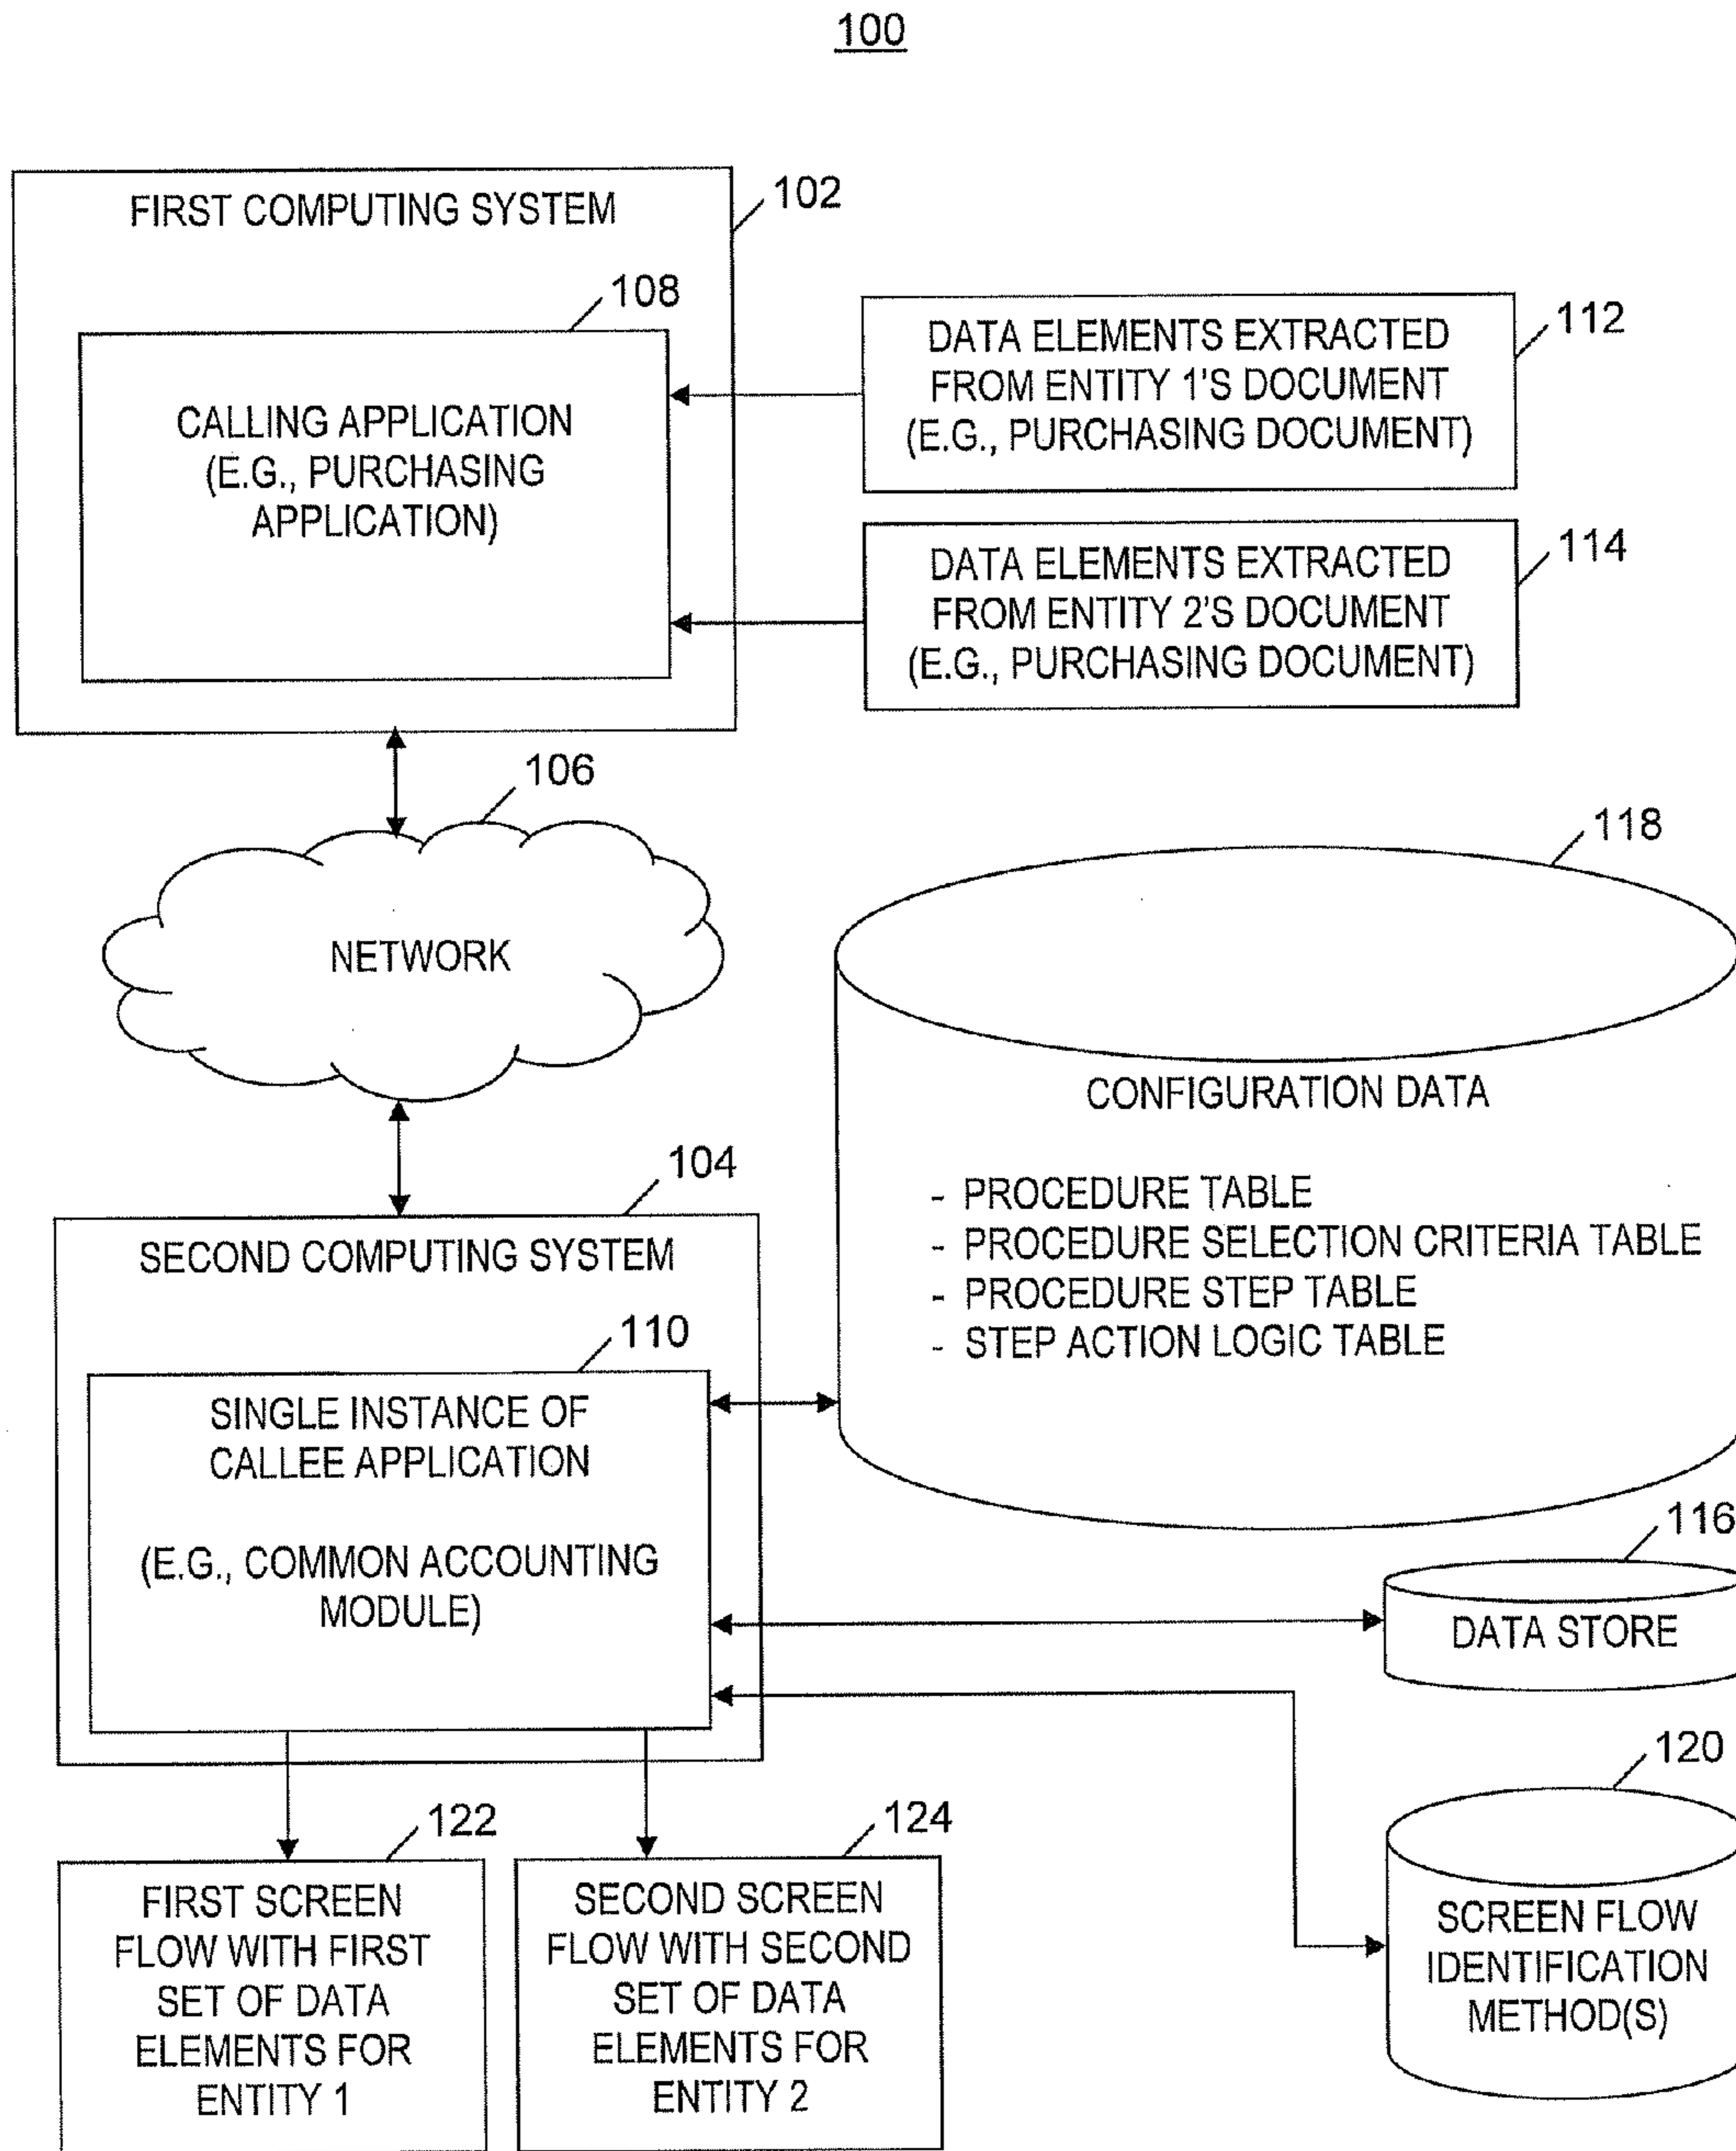 100
FIRST COMPUTING SYSTEM
102
108
CALLING APPLICATION
(E.G., PURCHASING
APPLICATION)
DATA ELEMENTS EXTRACTED
FROM ENTITY 1'S DOCUMENT
(E.G., PURCHASING DOCUMENT)
112
DATA ELEMENTS EXTRACTED
FROM ENTITY 2'S DOCUMENT
(E.G., PURCHASING DOCUMENT)
114
106
NETWORK
118
CONFIGURATION DATA
- PROCEDURE TABLE
- PROCEDURE SELECTION CRITERIA TABLE
- PROCEDURE STEP TABLE
- STEP ACTION LOGIC TABLE
104
SECOND COMPUTING SYSTEM
110
SINGLE INSTANCE OF
CALLEE APPLICATION
(E.G., COMMON ACCOUNTING
MODULE)
116
DATA STORE
120
SCREEN FLOW
IDENTIFICATION
METHOD(S)
122
FIRST SCREEN
FLOW WITH FIRST
SET OF DATA
ELEMENTS FOR
ENTITY 1
124
SECOND SCREEN
FLOW WITH SECOND
SET OF DATA
ELEMENTS FOR
ENTITY 2